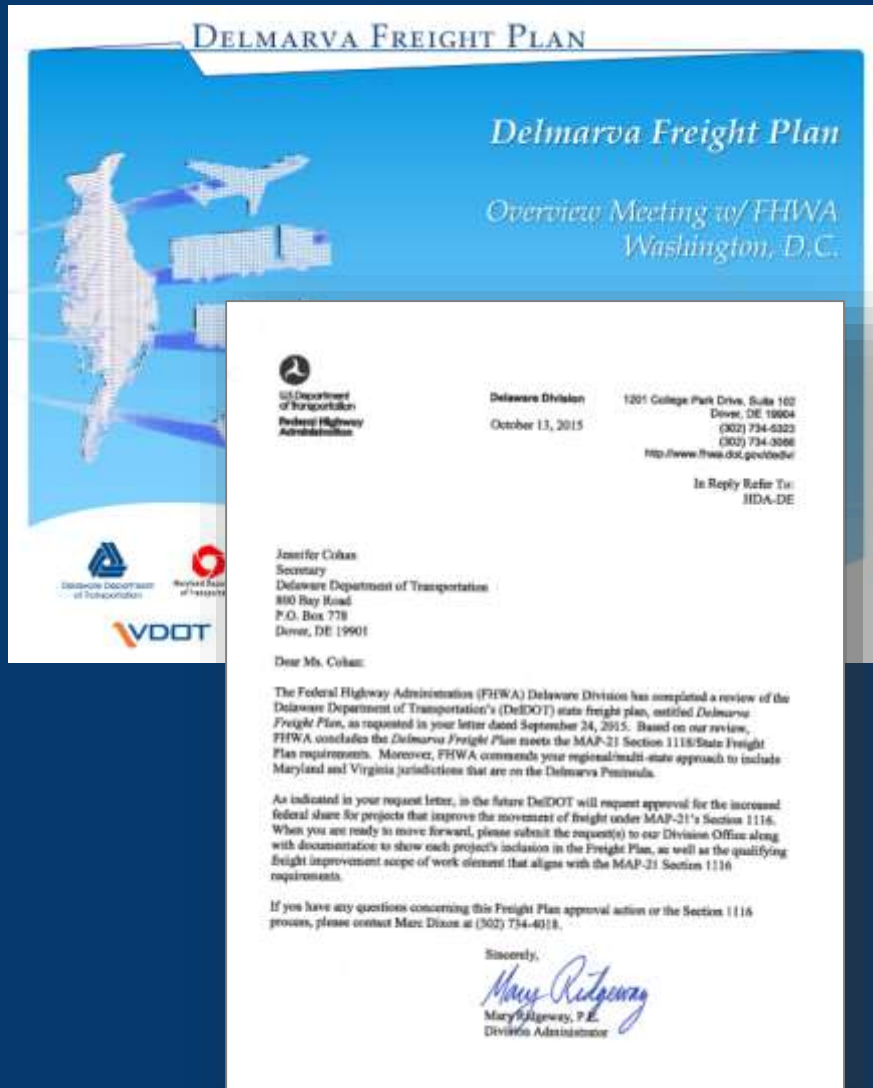 DELMARVA FREIGHT PLAN
Delmarva Freight Plan
Overview Meeting w/ FHWA
Washington, D.C.
Delaware Department
of Transportation
VDOT
U.S. Department
of Transportation
Federal Highway
Administration
Delaware Division
October 13, 2015
1201 College Park Drive, Suite 102
Dover, DE 19904
(302) 734-5323
(302) 734-3066
http://www.fhwa.dot.gov/dediv/
In Reply Refer To:
HDA-DE
Jennifer Cohan
Secretary
Delaware Department of Transportation
800 Bay Road
P.O. Box 778
Dover, DE 19901
Dear Ms. Cohan:
The Federal Highway Administration (FHWA) Delaware Division has completed a review of the
Delaware Department of Transportation's (DelDOT) state freight plan, entitled Delmarva
Freight Plan, as requested in your letter dated September 24, 2015. Based on our review,
FHWA concludes the Delmarva Freight Plan meets the MAP-21 Section 1118/State Freight
Plan requirements. Moreover, FHWA commends your regional/multi-state approach to include
Maryland and Virginia jurisdictions that are on the Delmarva Peninsula.
As indicated in your request letter, in the future DelDOT will request approval for the increased
federal share for projects that improve the movement of freight under MAP-21's Section 1116.
When you are ready to move forward, please submit the request(s) to our Division Office along
with documentation to show each project's inclusion in the Freight Plan, as well as the qualifying
freight improvement scope of work element that aligns with the MAP-21 Section 1116
requirements.
If you have any questions concerning this Freight Plan approval action or the Section 1116
process, please contact Marc Dixon at (302) 734-4018.
Sincerely,
Mary Ridgeway
Mary Ridgeway, P.E.
Division Administrator